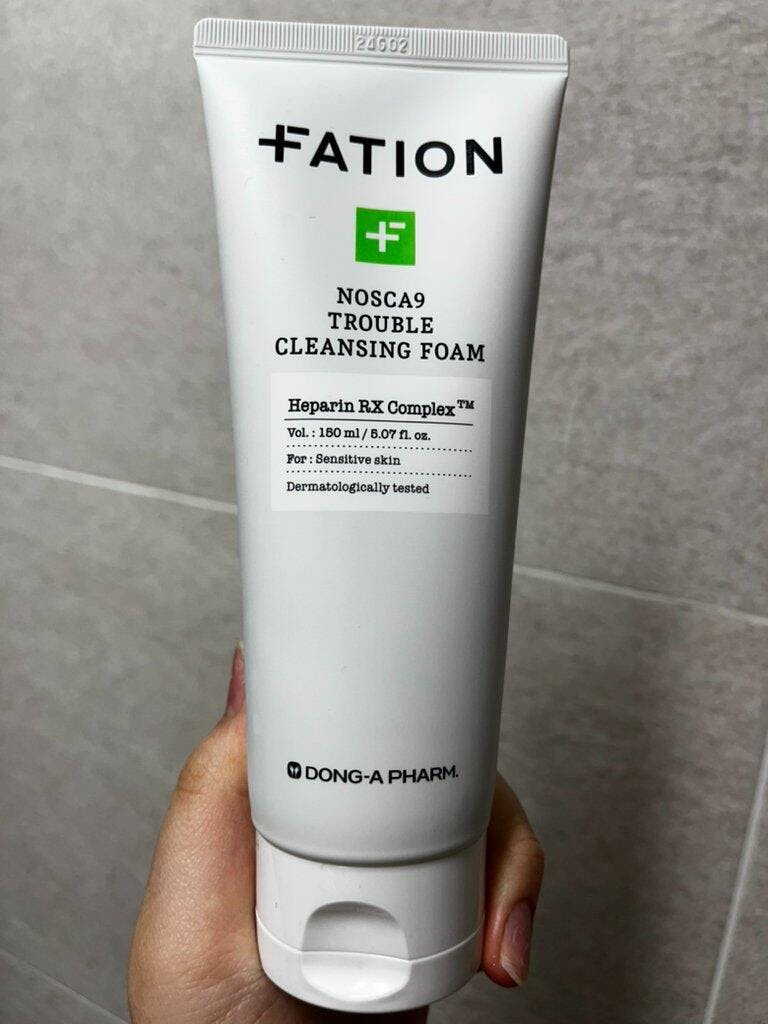 24602
FATION
NOSCA9
TROUBLE
CLEANSING FOAM
Heparin RX Complex™
Vol. : 150 ml / 5.07 fl. oz.
For : Sensitive skin
Dermatologically tested
DONG-A PHARM.